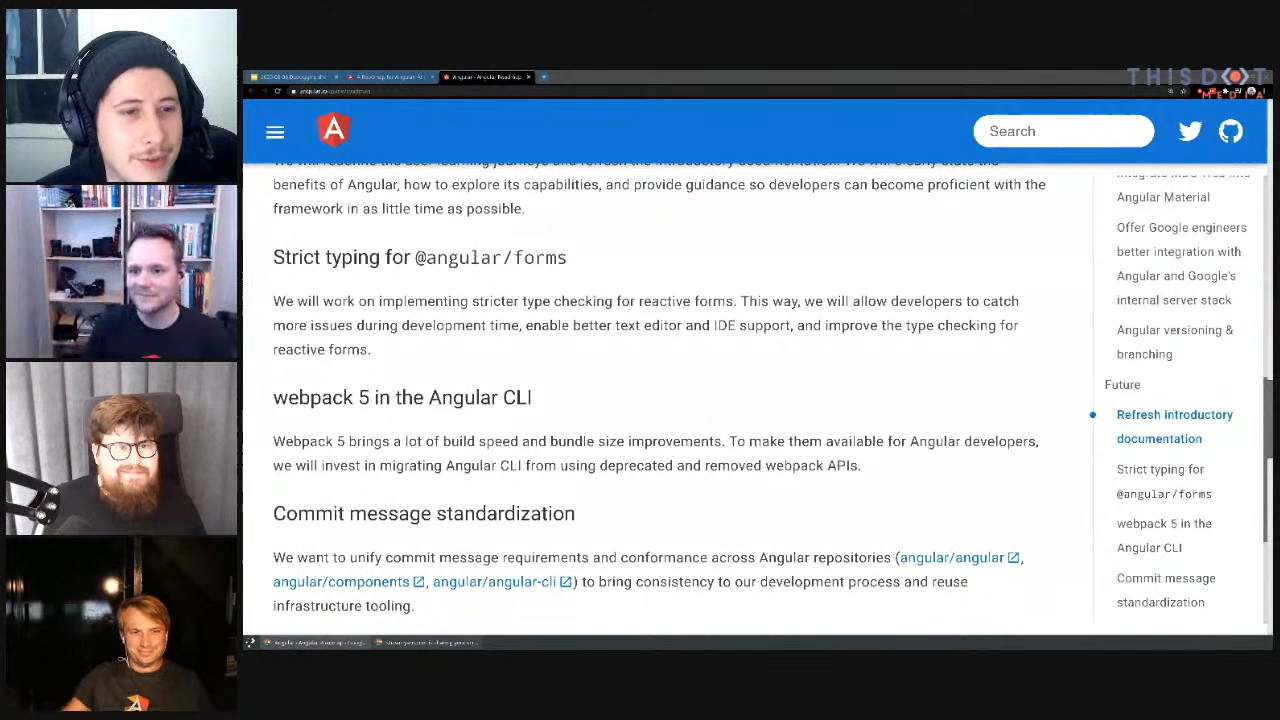 THIS DOT
MEDIA
Angular - Angular Roadmap
Search
benefits of Angular, how to explore its capabilities, and provide guidance so developers can become proficient with the
framework in as little time as possible.
Strict typing for @angular/forms
We will work on implementing stricter type checking for reactive forms. This way, we will allow developers to catch
more issues during development time, enable better text editor and IDE support, and improve the type checking for
reactive forms.
webpack 5 in the Angular CLI
Webpack 5 brings a lot of build speed and bundle size improvements. To make them available for Angular developers,
we will invest in migrating Angular CLI from using deprecated and removed webpack APIs.
Commit message standardization
We want to unify commit message requirements and conformance across Angular repositories (angular/angular,
angular/components, angular/angular-cli) to bring consistency to our development process and reuse
infrastructure tooling.
Angular Material
Offer Google engineers
better integration with
Angular and Google's
internal server stack
Angular versioning &
branching
Future
Refresh introductory
documentation
Strict typing for
@angular/forms
webpack 5 in the
Angular CLI
Commit message
standardization